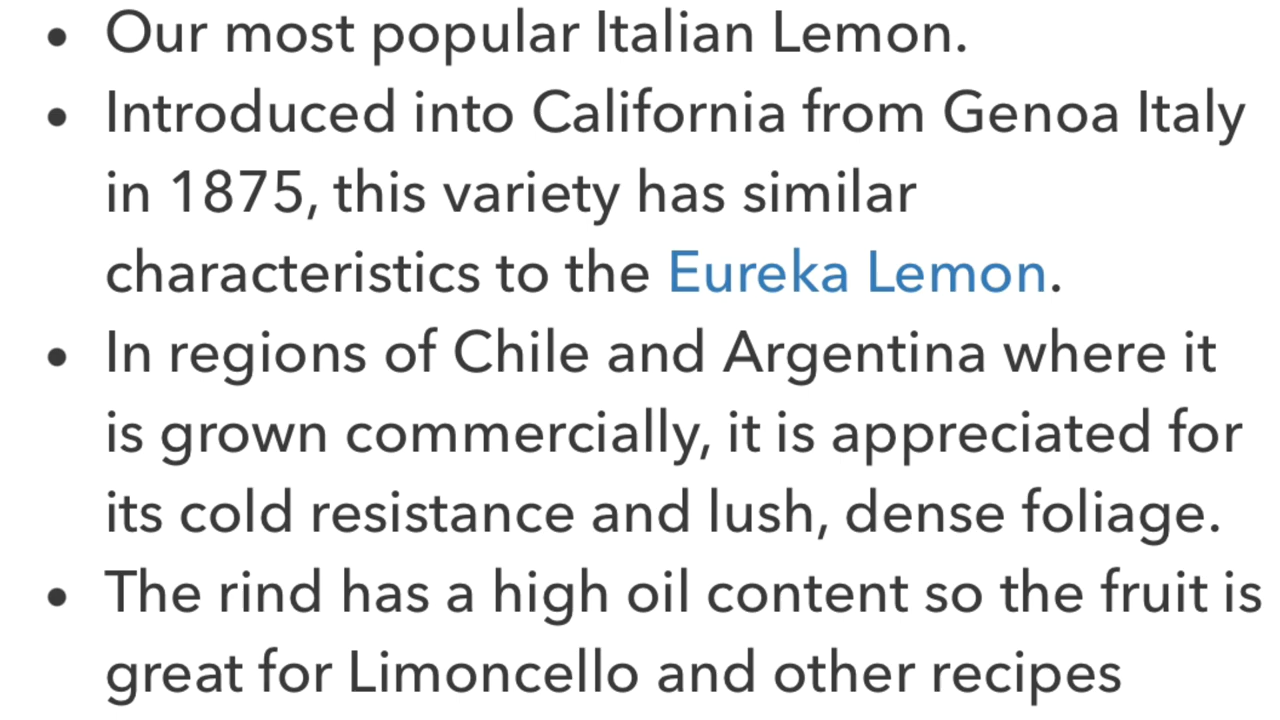 • Our most popular Italian Lemon.
• Introduced into California from Genoa Italy
in 1875, this variety has similar
characteristics to the Eureka Lemon.
• In regions of Chile and Argentina where it
is grown commercially, it is appreciated for
its cold resistance and lush, dense foliage.
• The rind has a high oil content so the fruit is
great for Limoncello and other recipes